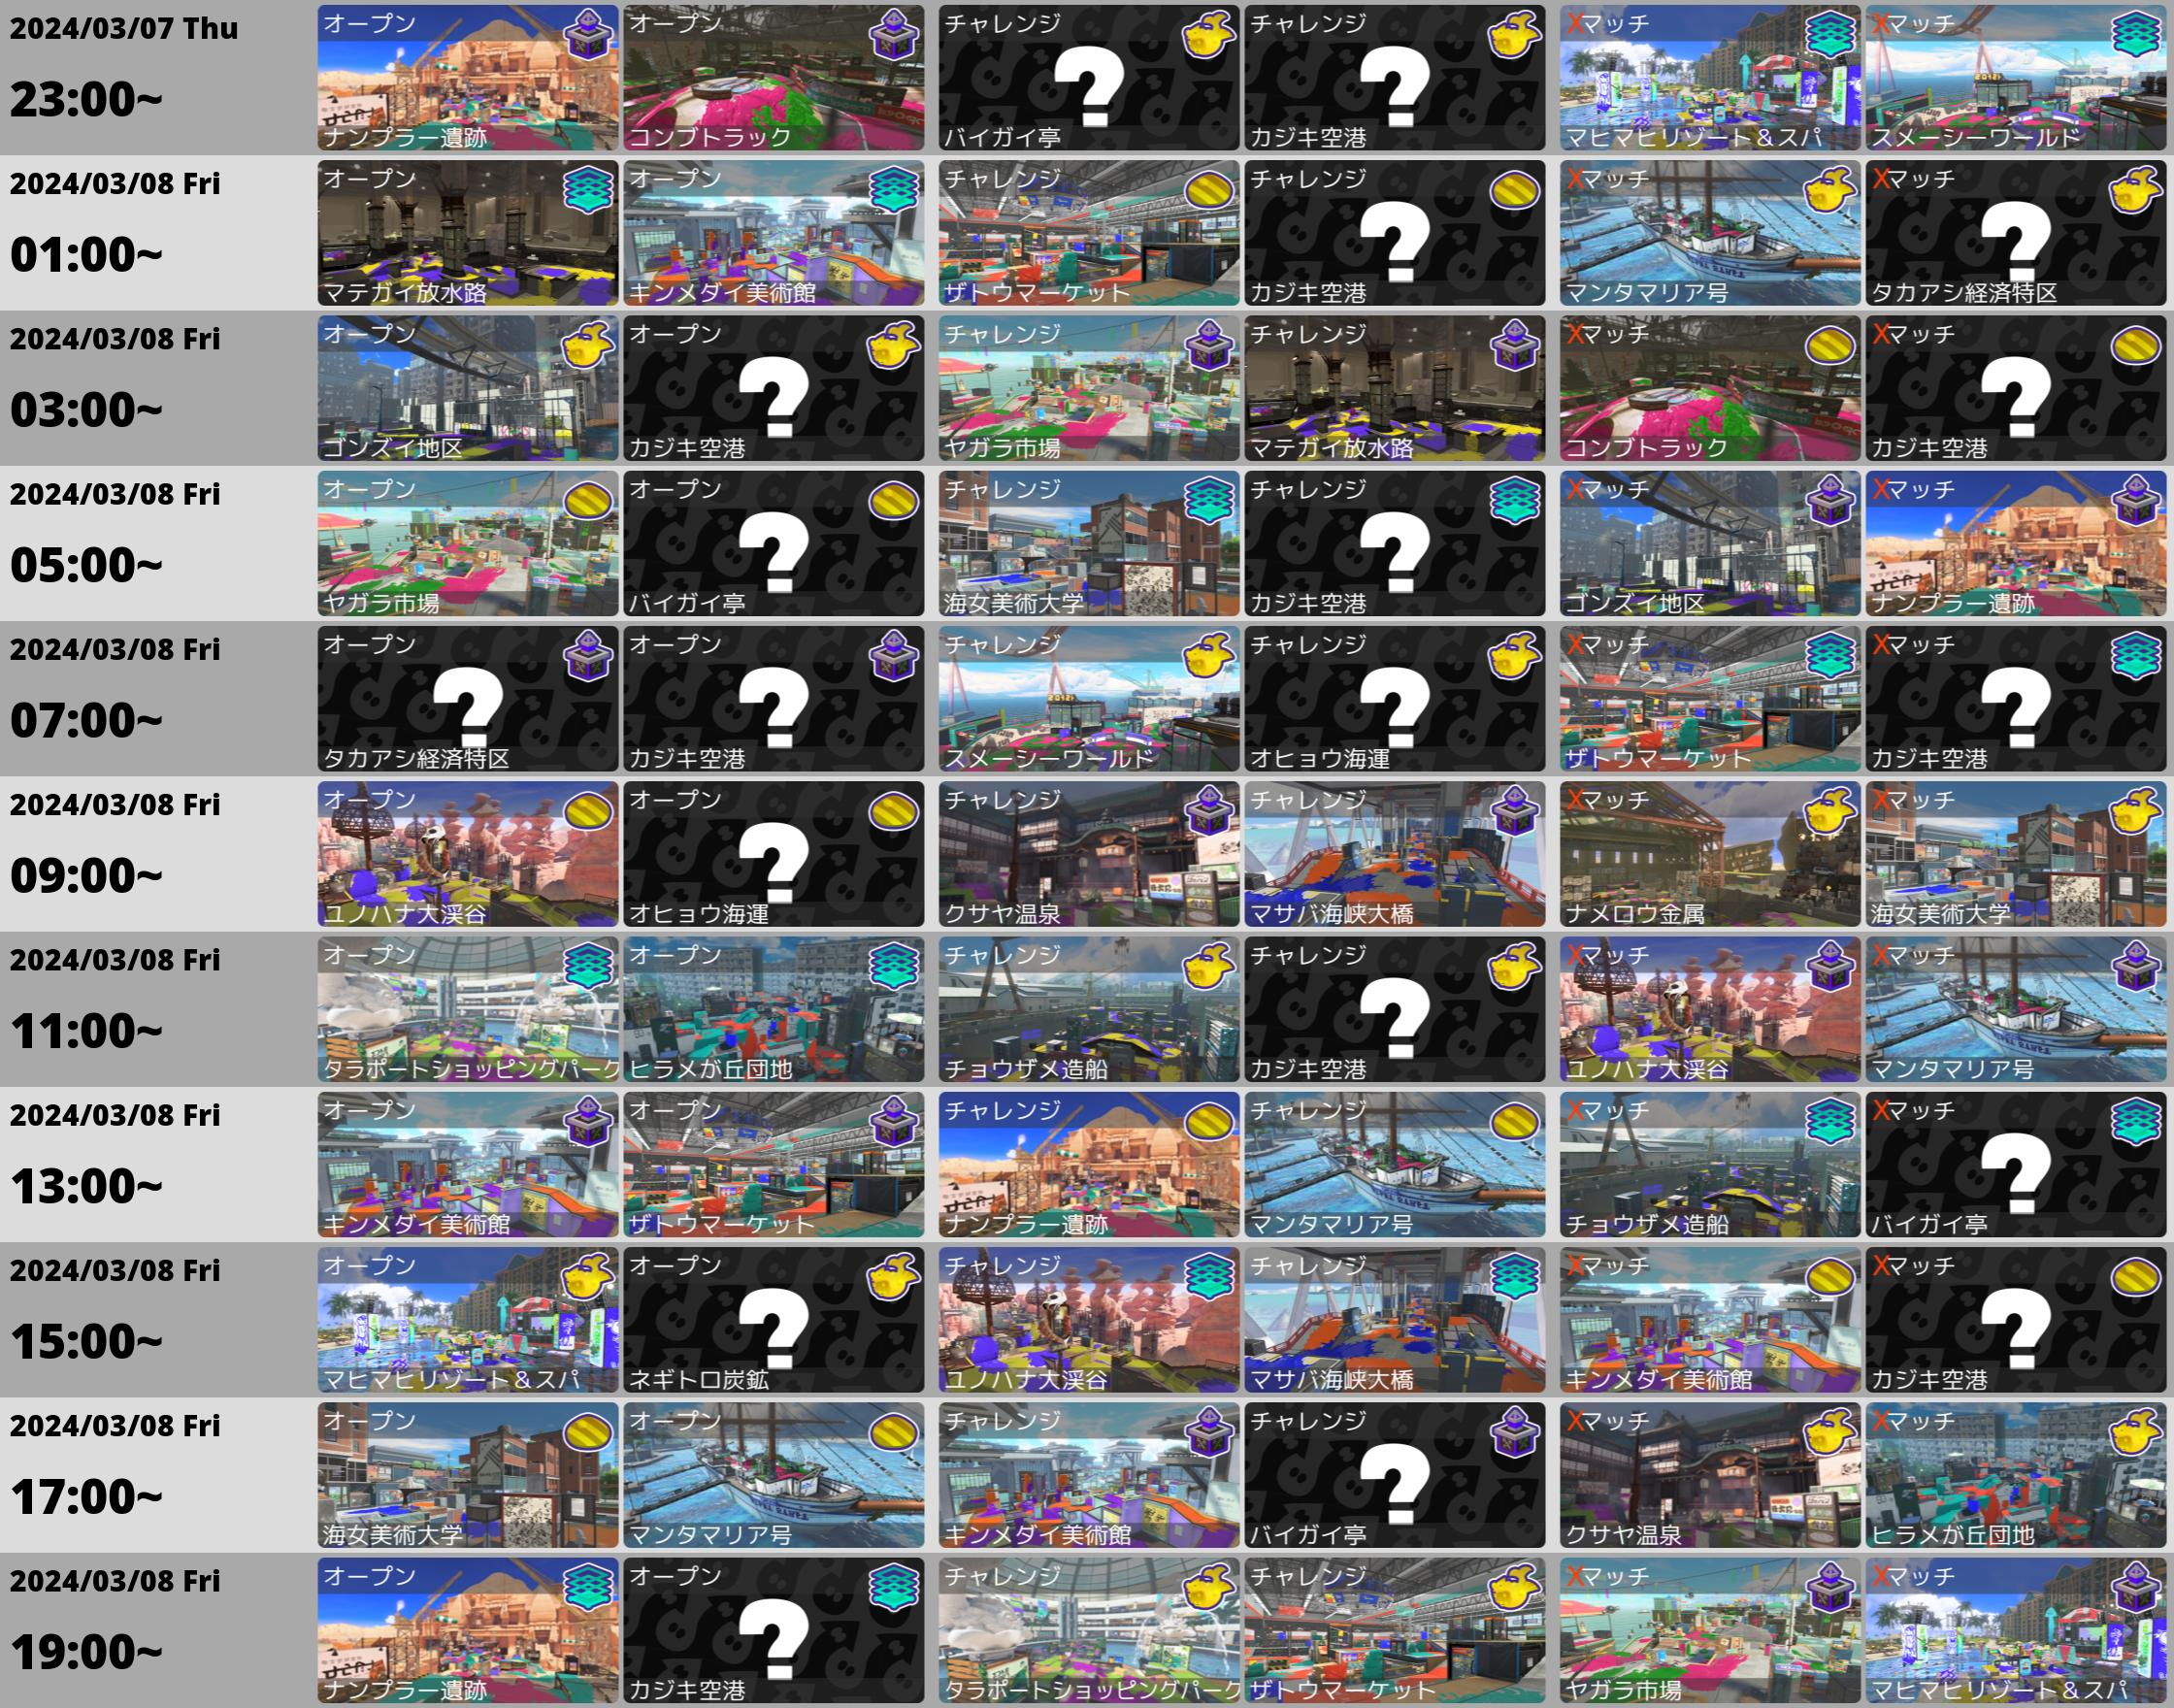 2024/03/07 Thu
23:00~
オープン
ナンプラー遺跡
オープン
コンブトラック
チャレンジ
バイガイ亭
チャレンジ
カジキ空港
Xマッチ
マヒマヒリゾート＆スパ
Xマッチ
スメーシーワールド
2024/03/08 Fri
01:00~
オープン
マテガイ放水路
オープン
キンメダイ美術館
チャレンジ
ザトウマーケット
チャレンジ
カジキ空港
Xマッチ
マンタマリア号
Xマッチ
タカアシ経済特区
2024/03/08 Fri
03:00~
オープン
ゴンズイ地区
オープン
カジキ空港
チャレンジ
ヤガラ市場
チャレンジ
マテガイ放水路
Xマッチ
コンブトラック
Xマッチ
カジキ空港
2024/03/08 Fri
05:00~
オープン
ヤガラ市場
オープン
バイガイ亭
チャレンジ
海女美術大学
チャレンジ
カジキ空港
Xマッチ
ゴンズイ地区
Xマッチ
ナンプラー遺跡
2024/03/08 Fri
07:00~
オープン
タカアシ経済特区
オープン
カジキ空港
チャレンジ
スメーシーワールド
チャレンジ
オヒョウ海運
Xマッチ
ザトウマーケット
Xマッチ
カジキ空港
2024/03/08 Fri
09:00~
オープン
ユノハナ大渓谷
オープン
オヒョウ海運
チャレンジ
クサヤ温泉
チャレンジ
マサバ海峡大橋
Xマッチ
ナメロウ金属
Xマッチ
海女美術大学
2024/03/08 Fri
11:00~
オープン
タラポートショッピングパーク
オープン
ヒラメが丘団地
チャレンジ
チョウザメ造船
チャレンジ
カジキ空港
Xマッチ
ユノハナ大渓谷
Xマッチ
マンタマリア号
2024/03/08 Fri
13:00~
オープン
キンメダイ美術館
オープン
ザトウマーケット
チャレンジ
ナンプラー遺跡
チャレンジ
マンタマリア号
Xマッチ
チョウザメ造船
Xマッチ
バイガイ亭
2024/03/08 Fri
15:00~
オープン
マヒマヒリゾート＆スパ
オープン
ネギトロ炭鉱
チャレンジ
ユノハナ大渓谷
チャレンジ
マサバ海峡大橋
Xマッチ
キンメダイ美術館
Xマッチ
カジキ空港
2024/03/08 Fri
17:00~
オープン
海女美術大学
オープン
マンタマリア号
チャレンジ
キンメダイ美術館
チャレンジ
バイガイ亭
Xマッチ
クサヤ温泉
Xマッチ
ヒラメが丘団地
2024/03/08 Fri
19:00~
オープン
ナンプラー遺跡
オープン
カジキ空港
チャレンジ
タラポートショッピングパーク
チャレンジ
ザトウマーケット
Xマッチ
ヤガラ市場
Xマッチ
マヒマヒリゾート＆スパ